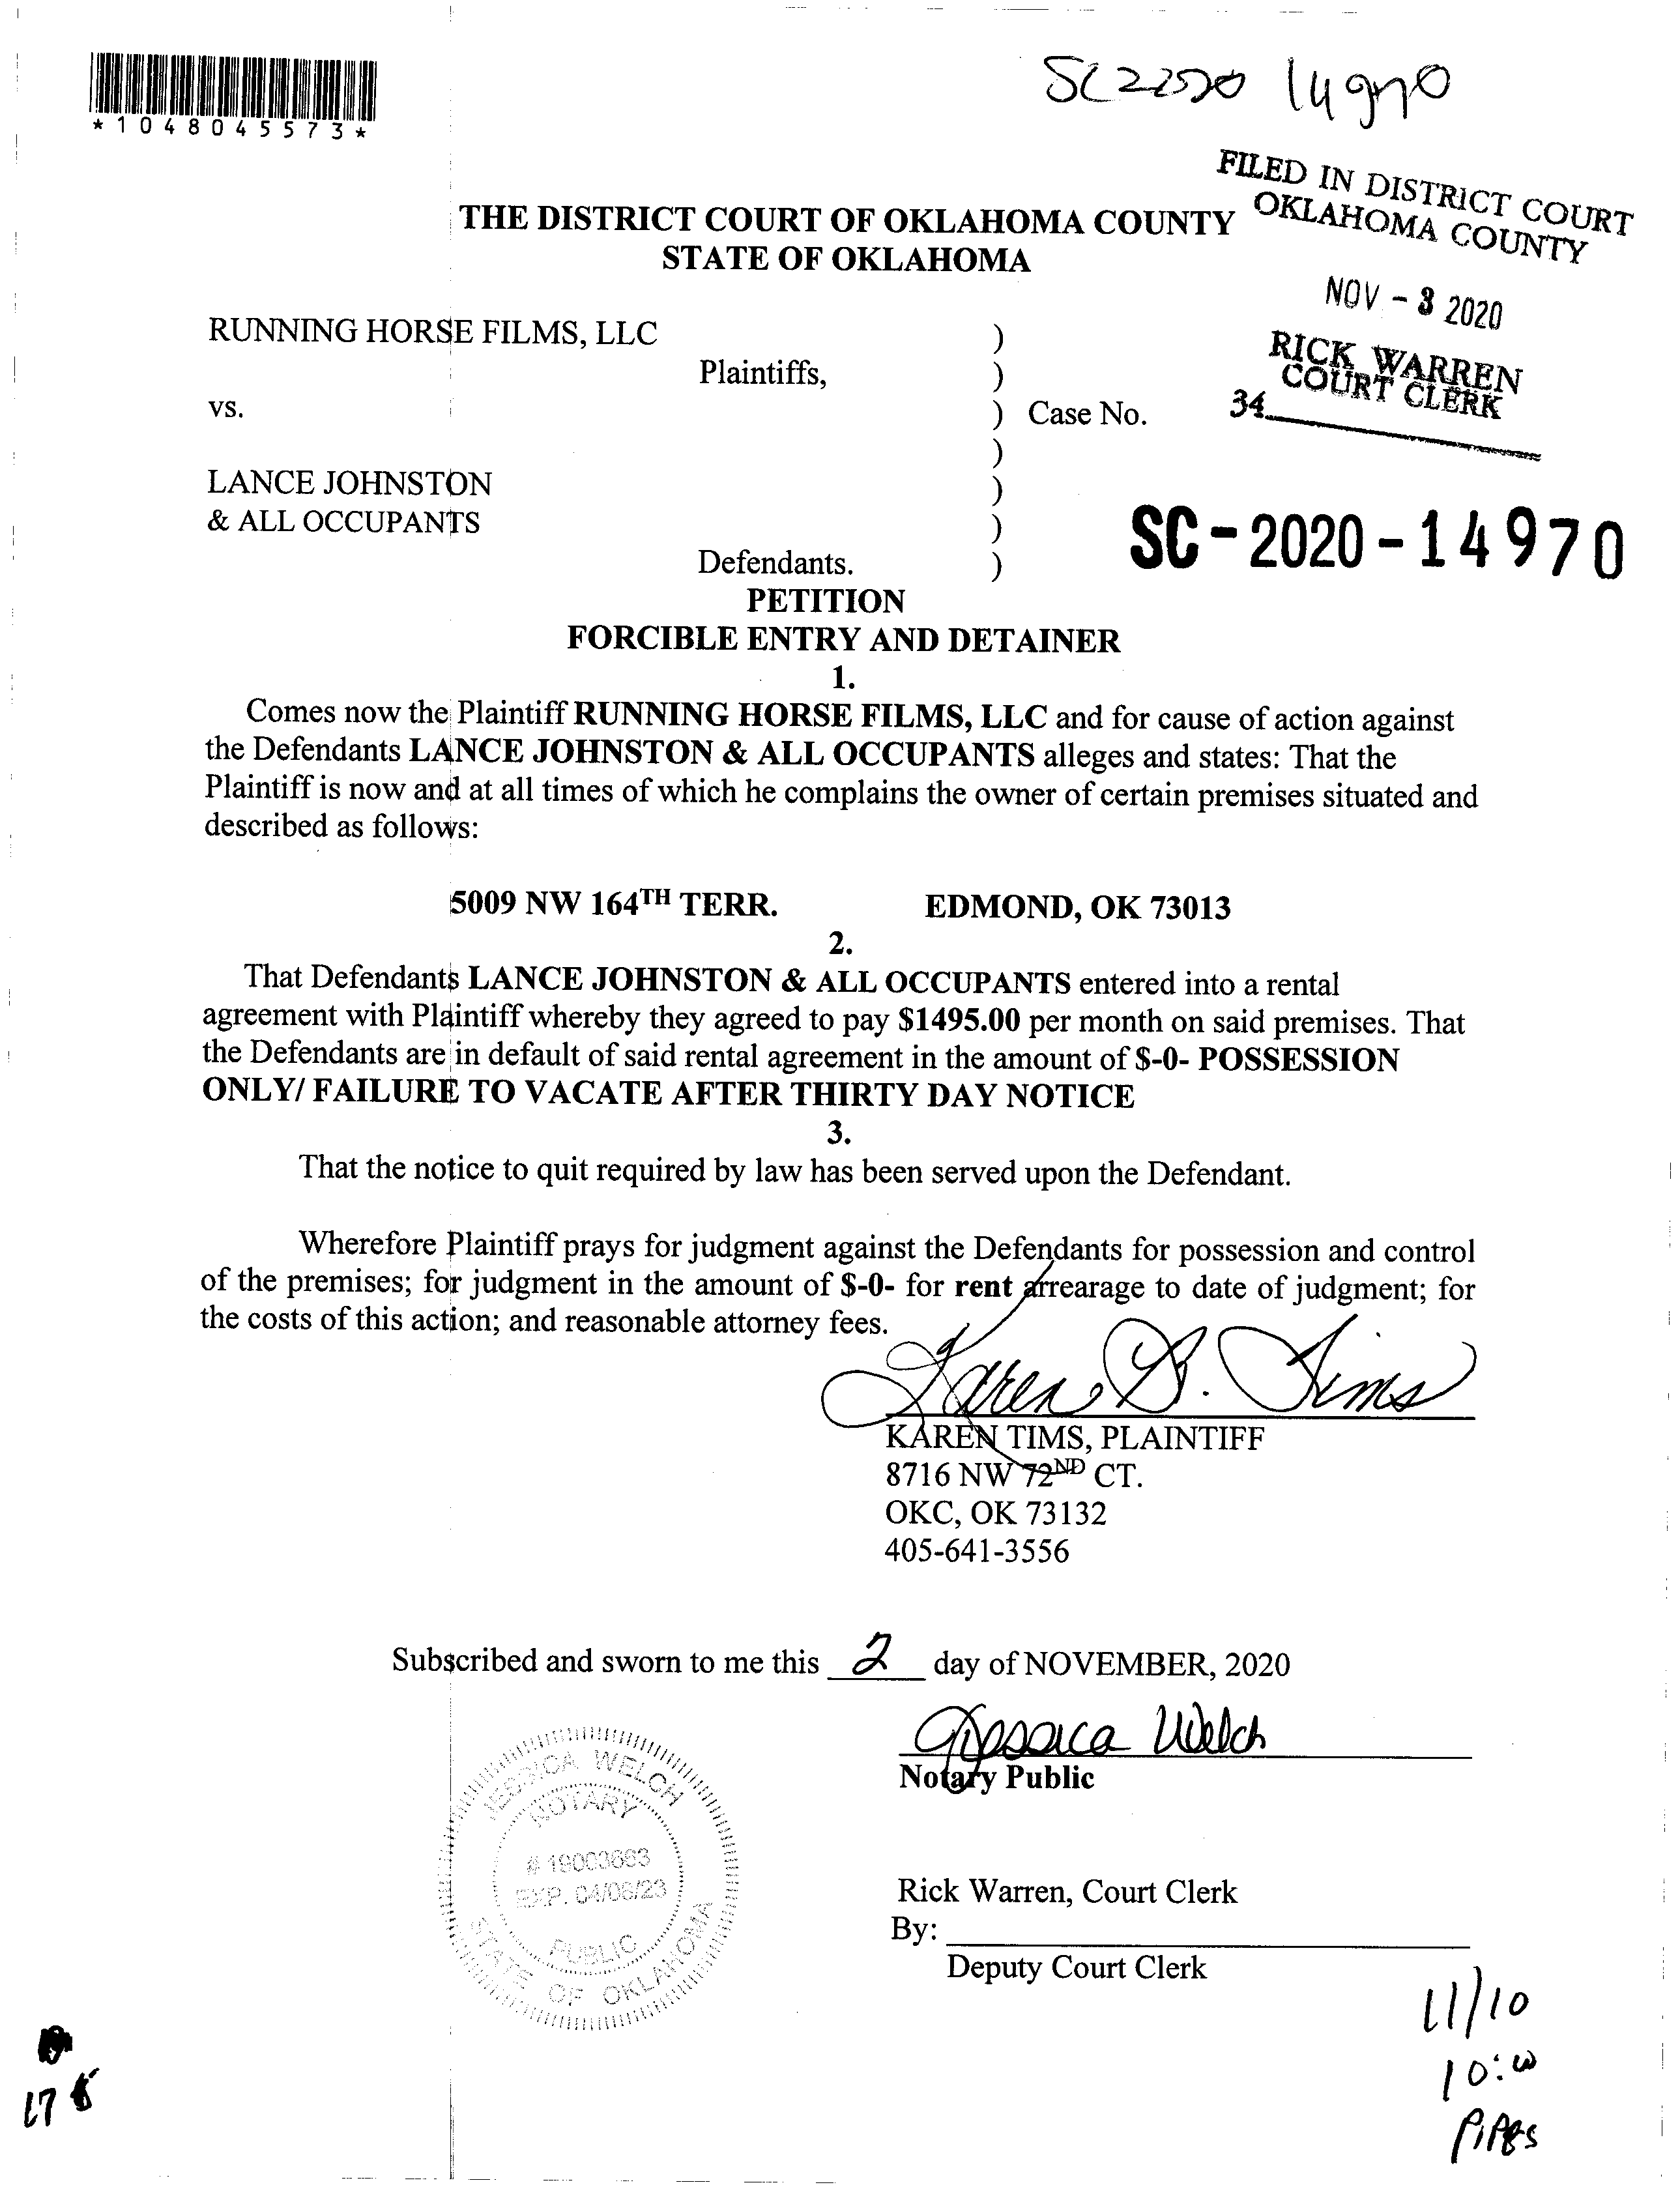 *1048045573*
SC2020 14970
FILED IN DISTRICT COURT
OKLAHOMA COUNTY
NOV - 3 2020
RICK WARREN
COURT CLERK
34
THE DISTRICT COURT OF OKLAHOMA COUNTY
STATE OF OKLAHOMA
RUNNING HORSE FILMS, LLC )
Plaintiffs, )
vs. ) Case No.
)
LANCE JOHNSTON )
& ALL OCCUPANTS )
SC-2020-14970
Defendants. )
PETITION
FORCIBLE ENTRY AND DETAINER
1.
Comes now the Plaintiff RUNNING HORSE FILMS, LLC and for cause of action against
the Defendants LANCE JOHNSTON & ALL OCCUPANTS alleges and states: That the
Plaintiff is now and at all times of which he complains the owner of certain premises situated and
described as follows:
5009 NW 164TH TERR. EDMOND, OK 73013
2.
That Defendants LANCE JOHNSTON & ALL OCCUPANTS entered into a rental
agreement with Plaintiff whereby they agreed to pay $1495.00 per month on said premises. That
the Defendants are in default of said rental agreement in the amount of $-0- POSSESSION
ONLY/ FAILURE TO VACATE AFTER THIRTY DAY NOTICE
3.
That the notice to quit required by law has been served upon the Defendant.
Wherefore Plaintiff prays for judgment against the Defendants for possession and control
of the premises; for judgment in the amount of $-0- for rent arrearage to date of judgment; for
the costs of this action; and reasonable attorney fees.
Karen B. Tims
KAREN TIMS, PLAINTIFF
8716 NW 72ND CT.
OKC, OK 73132
405-641-3556
Subscribed and sworn to me this 2 day of NOVEMBER, 2020
Jessica Welch
Notary Public
JESSICA WELCH
NOTARY
# 19003663
EXP. 04/06/23
PUBLIC
STATE OF OKLAHOMA
Rick Warren, Court Clerk
By:
Deputy Court Clerk
11/10
10:00